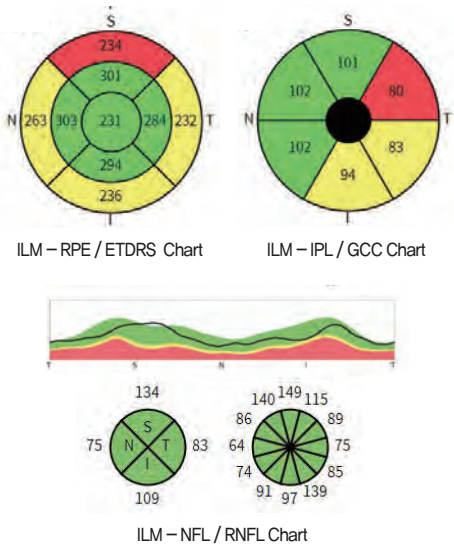 S
S
234
301
101
N 263 303 231 284 232 T
102
80
N
T
102
83
294
94
236
I
I
ILM – RPE / ETDRS Chart
ILM – IPL / GCC Chart
T S N I T
134
149
140
115
86
89
S
75
N
T
83
64
75
I
74
85
91
139
109
97
ILM – NFL / RNFL Chart